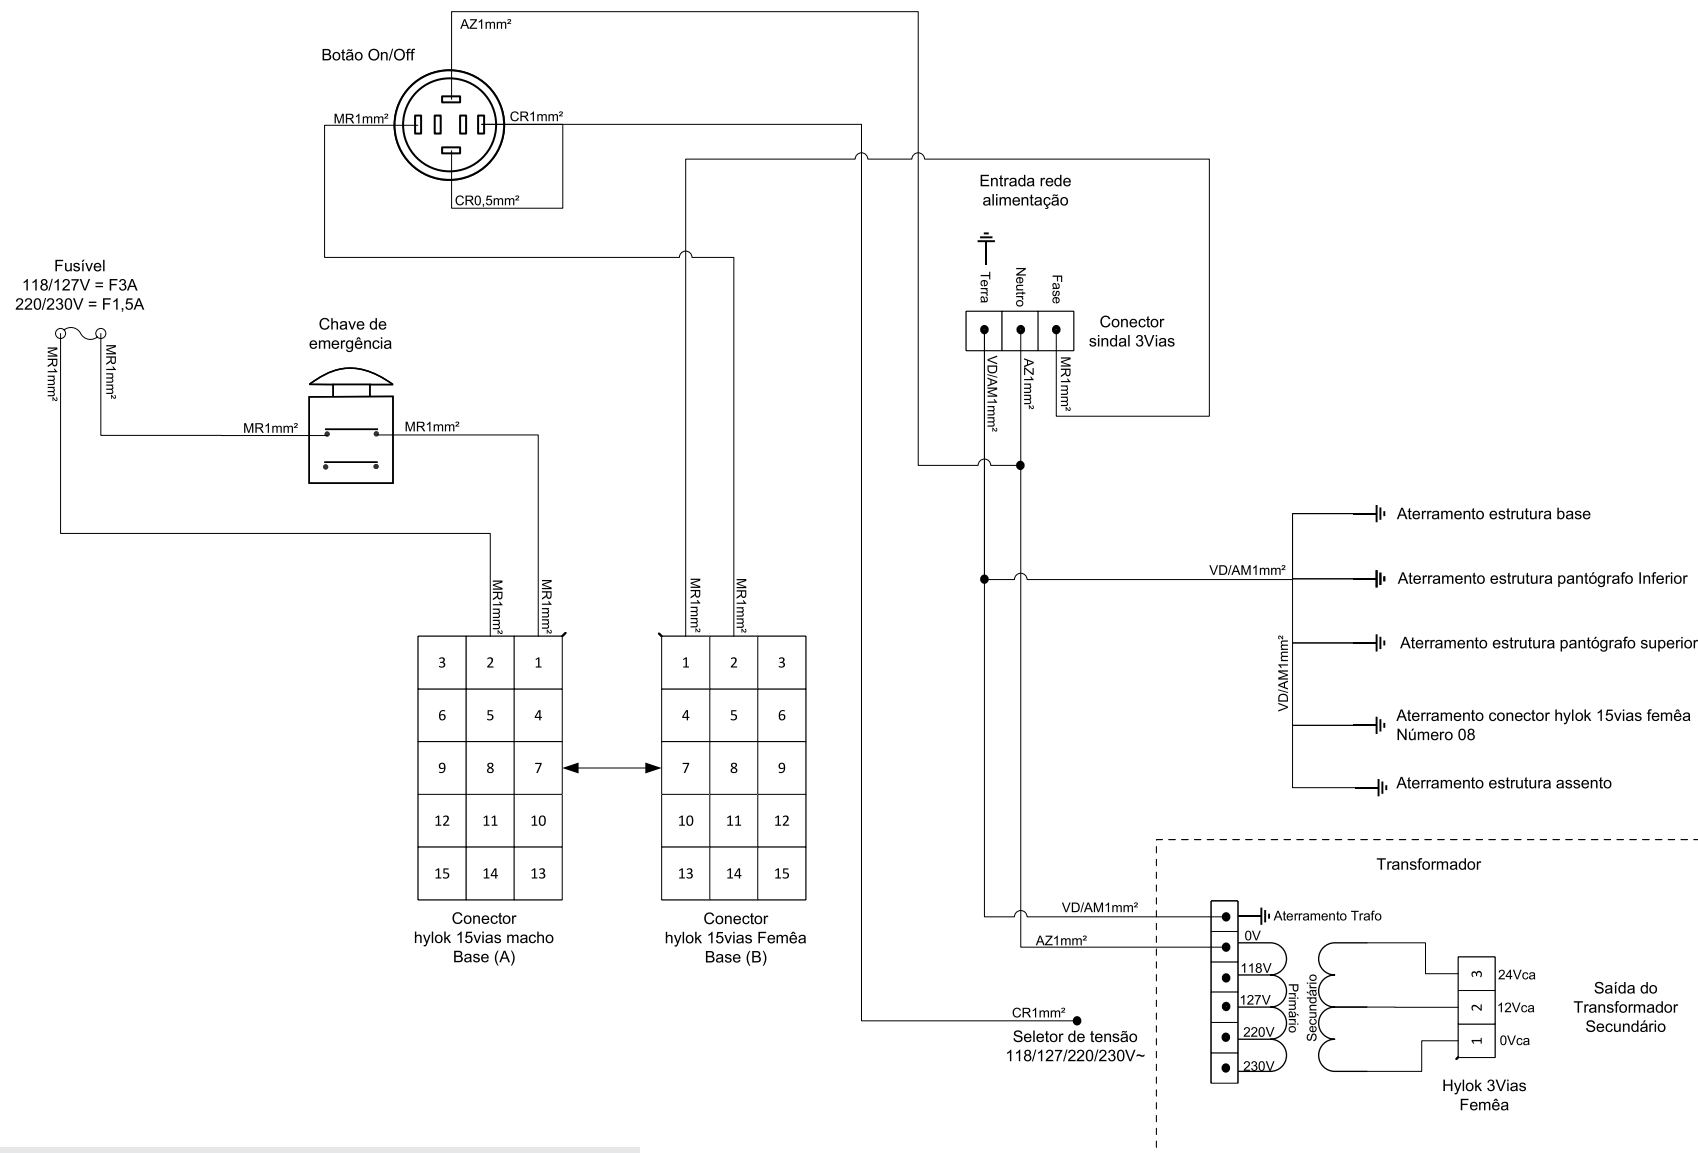 AZ1mm²
Botão On/Off
MR1mm²
CR1mm²
CR0,5mm²
Entrada rede
alimentação
Terra
Neutro
Fase
Conector
sindal 3Vias
VD/AM1mm²
AZ1mm²
MR1mm²
Fusível
118/127V = F3A
220/230V = F1,5A
MR1mm²
MR1mm²
Chave de
emergência
MR1mm²
MR1mm²
MR1mm²
MR1mm²
MR1mm²
MR1mm²
3 2 1
6 5 4
9 8 7
12 11 10
15 14 13
Conector
hylok 15vias macho
Base (A)
1 2 3
4 5 6
7 8 9
10 11 12
13 14 15
Conector
hylok 15vias Femêa
Base (B)
VD/AM1mm²
VD/AM1mm²
Aterramento estrutura base
Aterramento estrutura pantógrafo Inferior
Aterramento estrutura pantógrafo superior
Aterramento conector hylok 15vias femêa
Número 08
Aterramento estrutura assento
Transformador
VD/AM1mm²
Aterramento Trafo
AZ1mm²
0V
118V
127V
220V
230V
Primário
Secundário
3
24Vca
2
12Vca
1
0Vca
Saída do
Transformador
Secundário
Hylok 3Vias
Femêa
CR1mm²
Seletor de tensão
118/127/220/230V~